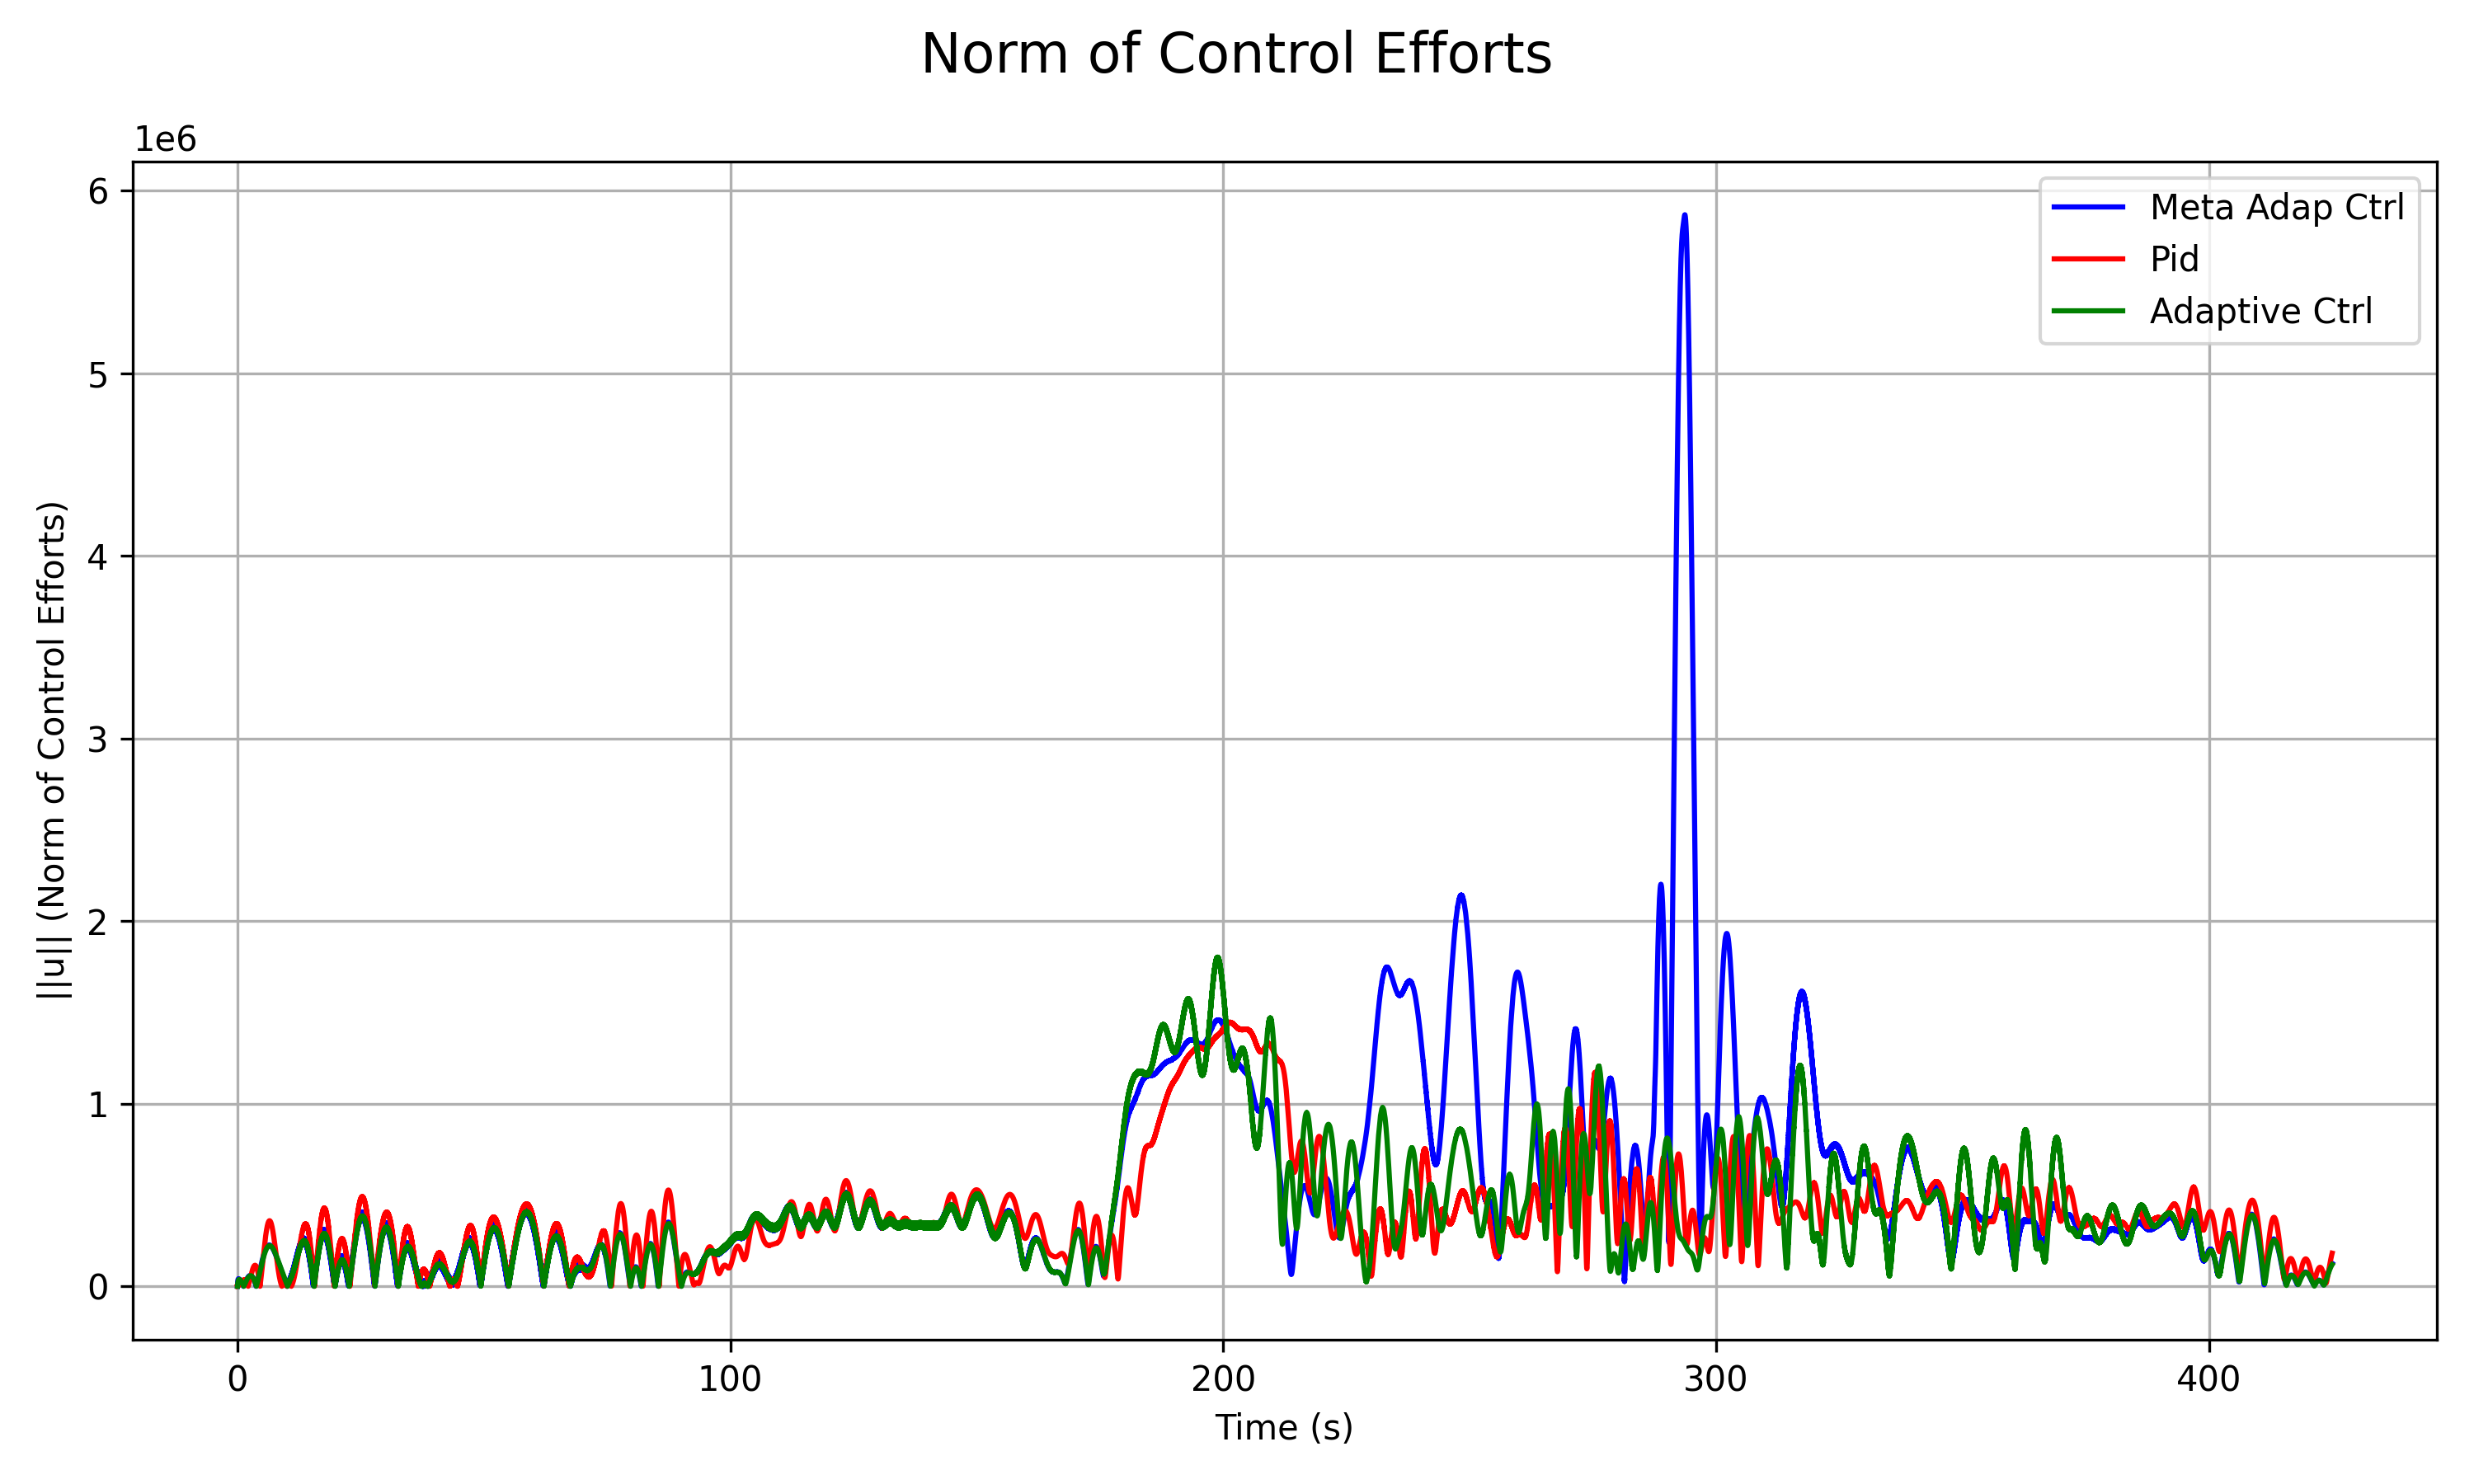 Norm of Control Efforts
1e6
6
5
4
3
2
1
0
||u|| (Norm of Control Efforts)
Meta Adap Ctrl
Pid
Adaptive Ctrl
0 100 200 300 400
Time (s)